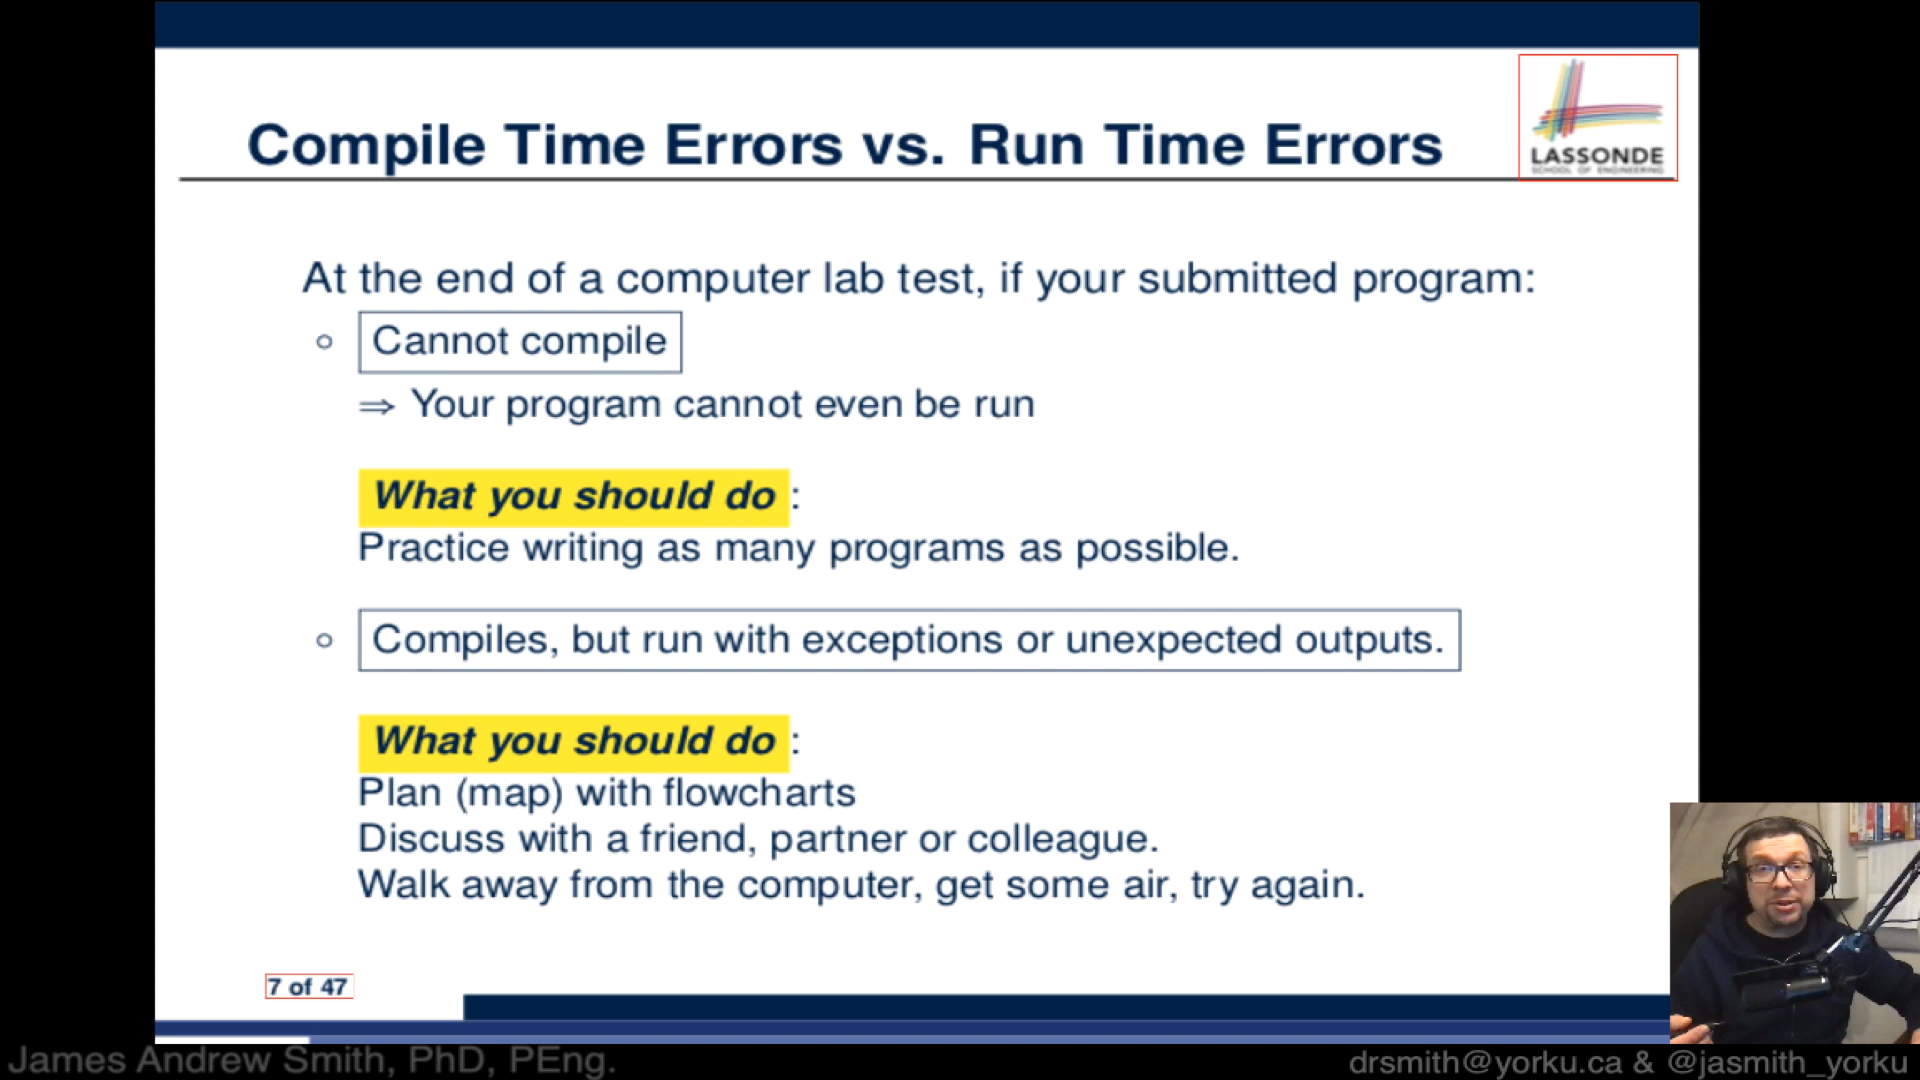 Compile Time Errors vs. Run Time Errors
LASSONDE
SCHOOL OF ENGINEERING
At the end of a computer lab test, if your submitted program:
◦ Cannot compile
⇒ Your program cannot even be run
What you should do :
Practice writing as many programs as possible.
◦ Compiles, but run with exceptions or unexpected outputs.
What you should do :
Plan (map) with flowcharts
Discuss with a friend, partner or colleague.
Walk away from the computer, get some air, try again.
7 of 47
James Andrew Smith, PhD, PEng.
drsmith@yorku.ca & @jasmith_yorku